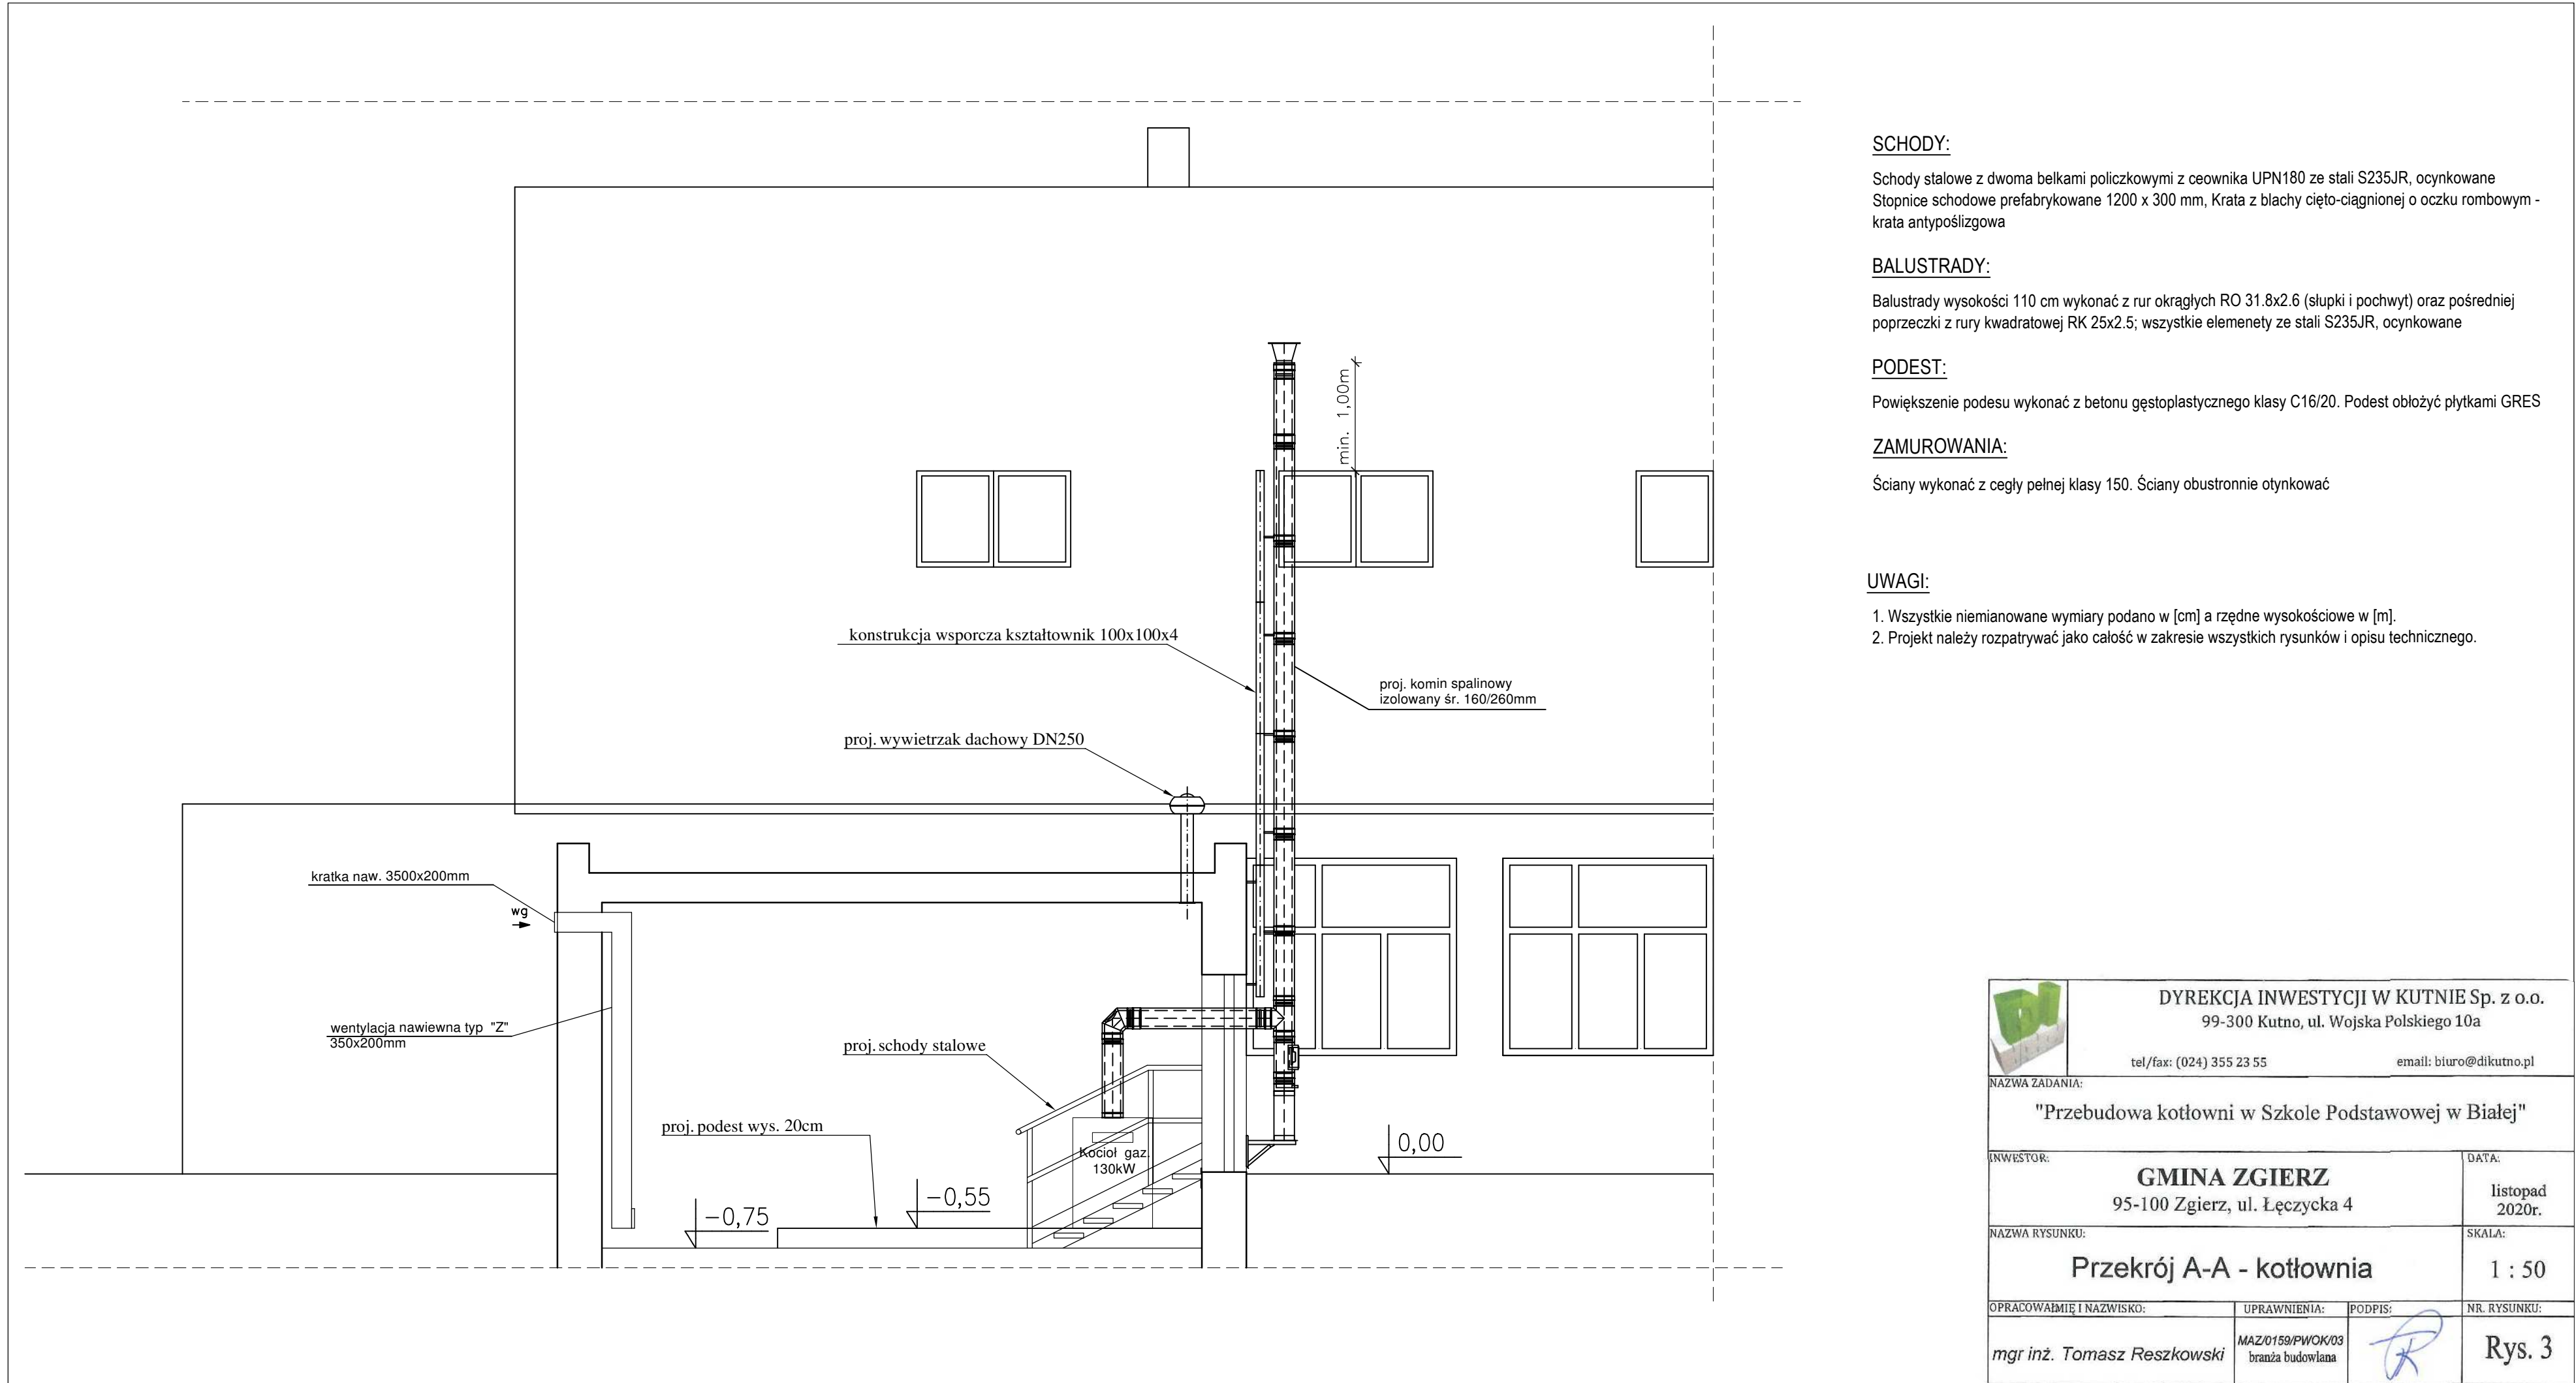 SCHODY:
Schody stalowe z dwoma belkami policzkowymi z ceownika UPN180 ze stali S235JR, ocynkowane
Stopnice schodowe prefabrykowane 1200 x 300 mm, Krata z blachy cięto-ciągnionej o oczku rombowym -
krata antypoślizgowa
BALUSTRADY:
Balustrady wysokości 110 cm wykonać z rur okrągłych RO 31.8x2.6 (słupki i pochwyt) oraz pośredniej
poprzeczki z rury kwadratowej RK 25x2.5; wszystkie elemenety ze stali S235JR, ocynkowane
PODEST:
Powiększenie podesu wykonać z betonu gęstoplastycznego klasy C16/20. Podest obłożyć płytkami GRES
ZAMUROWANIA:
Ściany wykonać z cegły pełnej klasy 150. Ściany obustronnie otynkować
UWAGI:
1. Wszystkie niemianowane wymiary podano w [cm] a rzędne wysokościowe w [m].
2. Projekt należy rozpatrywać jako całość w zakresie wszystkich rysunków i opisu technicznego.
min. 1,00m
konstrukcja wsporcza kształtownik 100x100x4
proj. komin spalinowy
izolowany śr. 160/260mm
proj. wywietrzak dachowy DN250
kratka naw. 3500x200mm
wg
wentylacja nawiewna typ "Z"
350x200mm
proj. schody stalowe
proj. podest wys. 20cm
Kocioł gaz.
130kW
0,00
-0,55
-0,75
DYREKCJA INWESTYCJI W KUTNIE Sp. z o.o.
99-300 Kutno, ul. Wojska Polskiego 10a
tel/fax: (024) 355 23 55 email: biuro@dikutno.pl
NAZWA ZADANIA:
"Przebudowa kotłowni w Szkole Podstawowej w Białej"
INWESTOR:
GMINA ZGIERZ
95-100 Zgierz, ul. Łęczycka 4
DATA:
listopad
2020r.
NAZWA RYSUNKU:
Przekrój A-A - kotłownia
SKALA:
1 : 50
OPRACOWAŁ IMIĘ I NAZWISKO: UPRAWNIENIA: PODPIS: NR. RYSUNKU:
mgr inż. Tomasz Reszkowski
MAZ/0159/PWOK/03
branża budowlana
Rys. 3